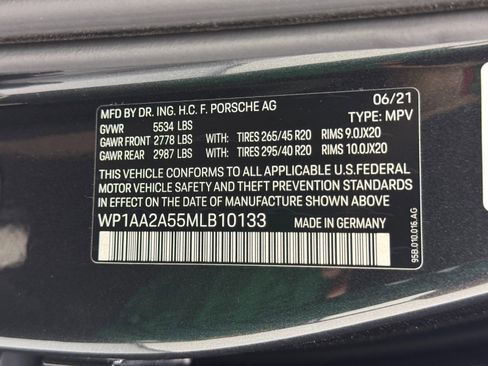 MFD BY DR. ING. H.C. F. PORSCHE AG 06/21
GVWR 5534 LBS TYPE: MPV
GAWR FRONT 2778 LBS WITH: TIRES 265/45 R20 RIMS 9.0JX20
GAWR REAR 2987 LBS WITH: TIRES 295/40 R20 RIMS 10.0JX20
THIS VEHICLE CONFORMS TO ALL APPLICABLE U.S.FEDERAL
MOTOR VEHICLE SAFETY AND THEFT PREVENTION STANDARDS
IN EFFECT ON THE DATE OF MANUFACTURE SHOWN ABOVE
WP1AA2A55MLB10133 MADE IN GERMANY
95B.010.016.AG